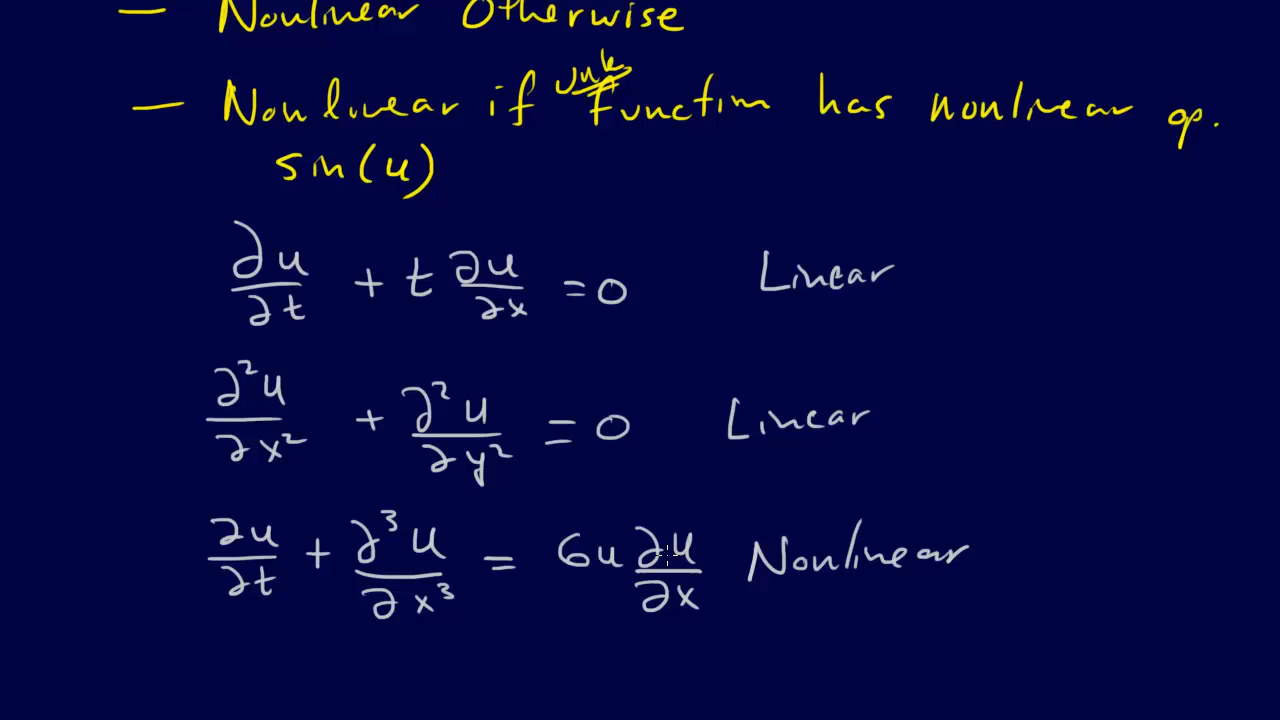 — Nonlinear Otherwise
— Nonlinear if unk function has nonlinear op.
sin(u)
∂u/∂t + t ∂u/∂x = 0 Linear
∂²u/∂x² + ∂²u/∂y² = 0 Linear
∂u/∂t + ∂³u/∂x³ = 6u ∂u/∂x Nonlinear